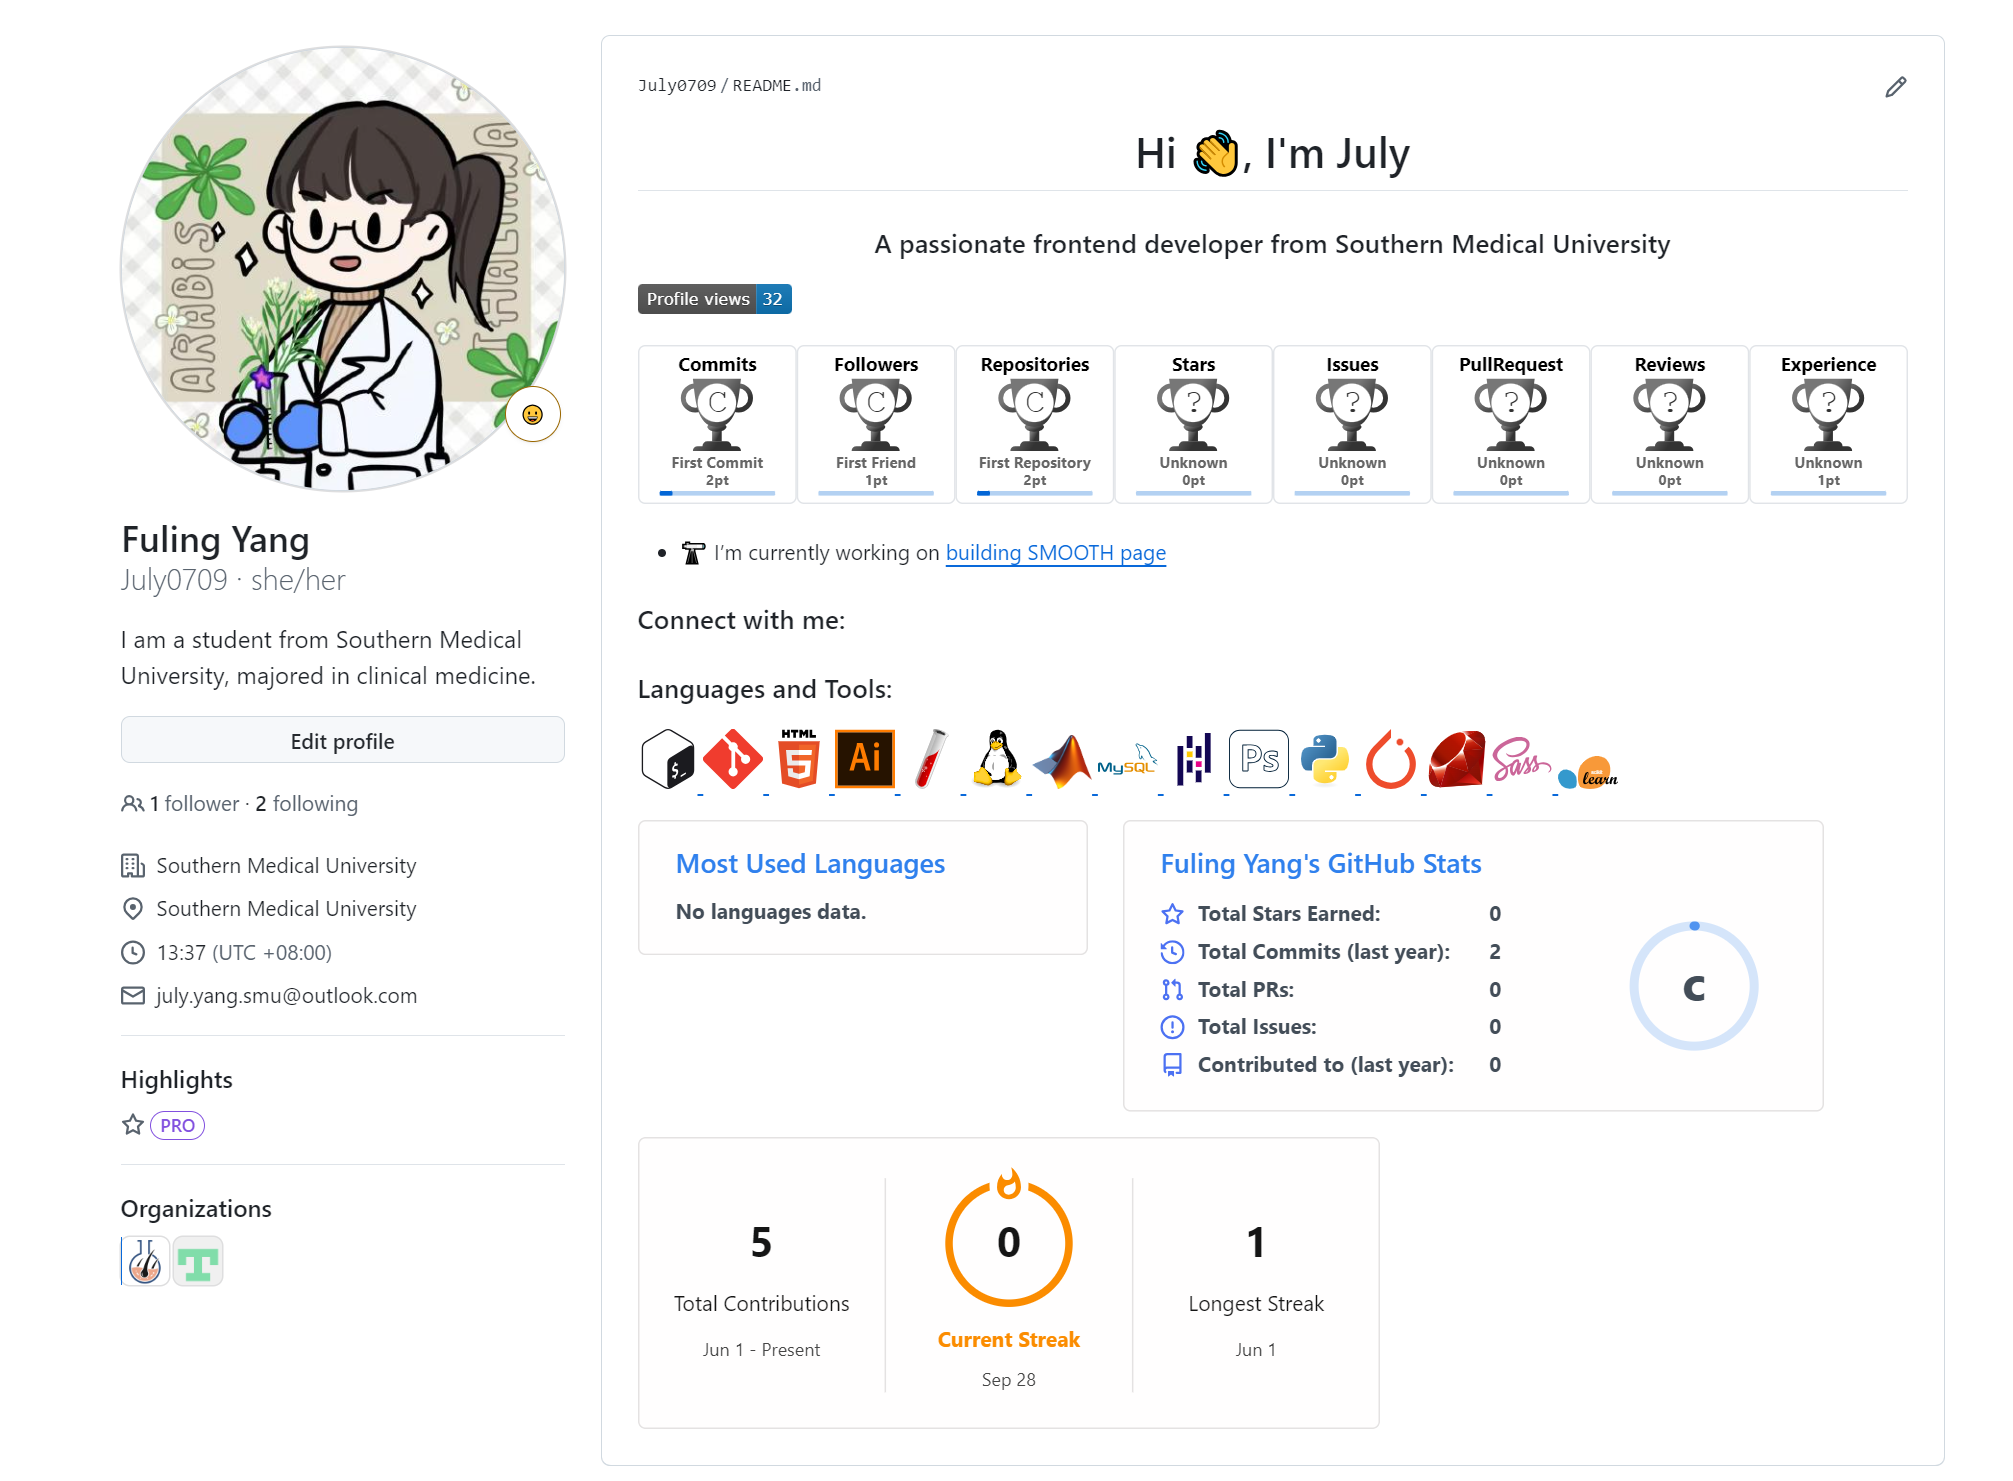 ARABiS
THALiANA
Fuling Yang
July0709 · she/her
I am a student from Southern Medical
University, majored in clinical medicine.
Edit profile
1 follower · 2 following
Southern Medical University
Southern Medical University
13:37 (UTC +08:00)
july.yang.smu@outlook.com
Highlights
PRO
Organizations
July0709 / README.md
Hi 👋, I'm July
A passionate frontend developer from Southern Medical University
Profile views 32
Commits Followers Repositories Stars Issues PullRequest Reviews Experience
C C C ? ? ? ? ?
First Commit First Friend First Repository Unknown Unknown Unknown Unknown Unknown
2pt 1pt 2pt 0pt 0pt 0pt 0pt 1pt
• I’m currently working on building SMOOTH page
Connect with me:
Languages and Tools:
$_ HTML 5 Ai MySQL Ps Sass learn
Most Used Languages
No languages data.
Fuling Yang's GitHub Stats
Total Stars Earned: 0
Total Commits (last year): 2
Total PRs: 0
Total Issues: 0
Contributed to (last year): 0
C
5
Total Contributions
Jun 1 - Present
0
Current Streak
Sep 28
1
Longest Streak
Jun 1